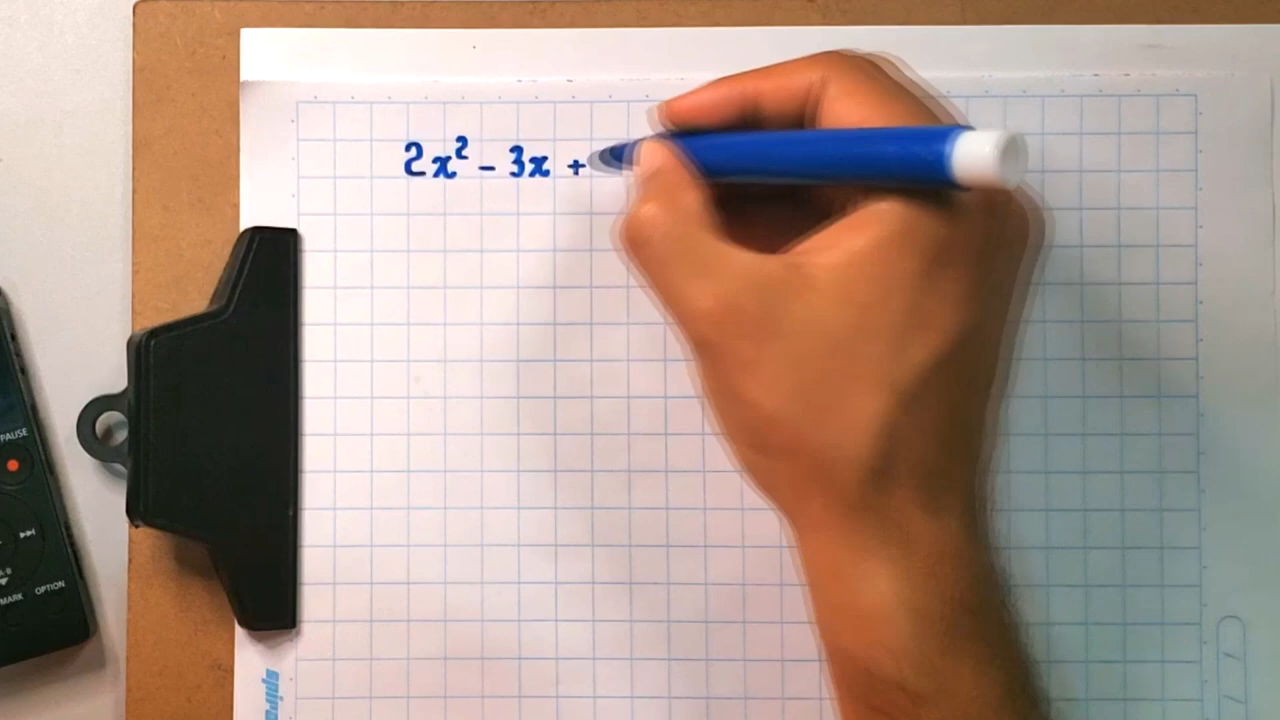 2x² - 3x +
PAUSE
A-B
MARK
OPTION